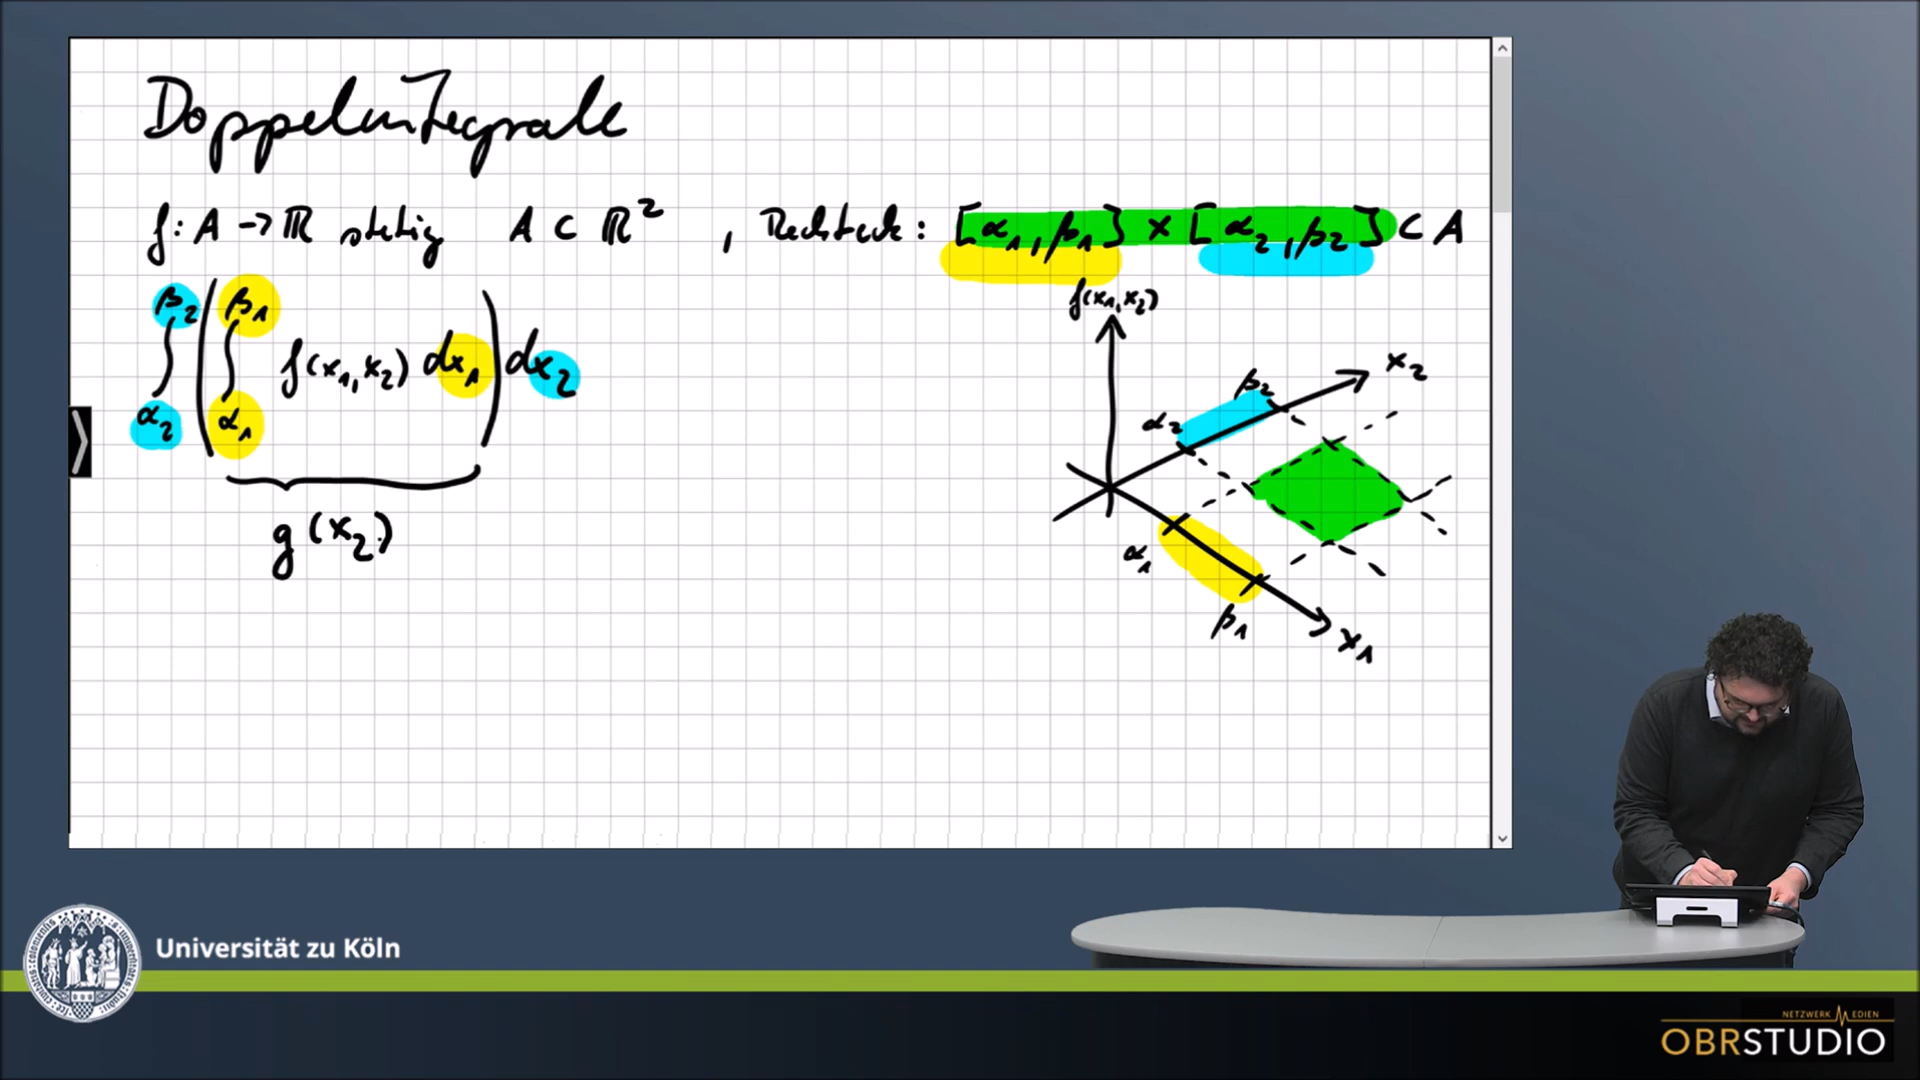 Doppelintegrale
f: A → ℝ stetig A ⊂ ℝ² , Rechteck: [α₁, β₁] × [α₂, β₂] ⊂ A
∫_{α₂}^{β₂} ( ∫_{α₁}^{β₁} f(x₁, x₂) dx₁ ) dx₂
g(x₂)
f(x₁, x₂)
x₂
β₂
α₂
α₁
β₁
x₁
Universität zu Köln
NETZWERK MEDIEN
OBRSTUDIO